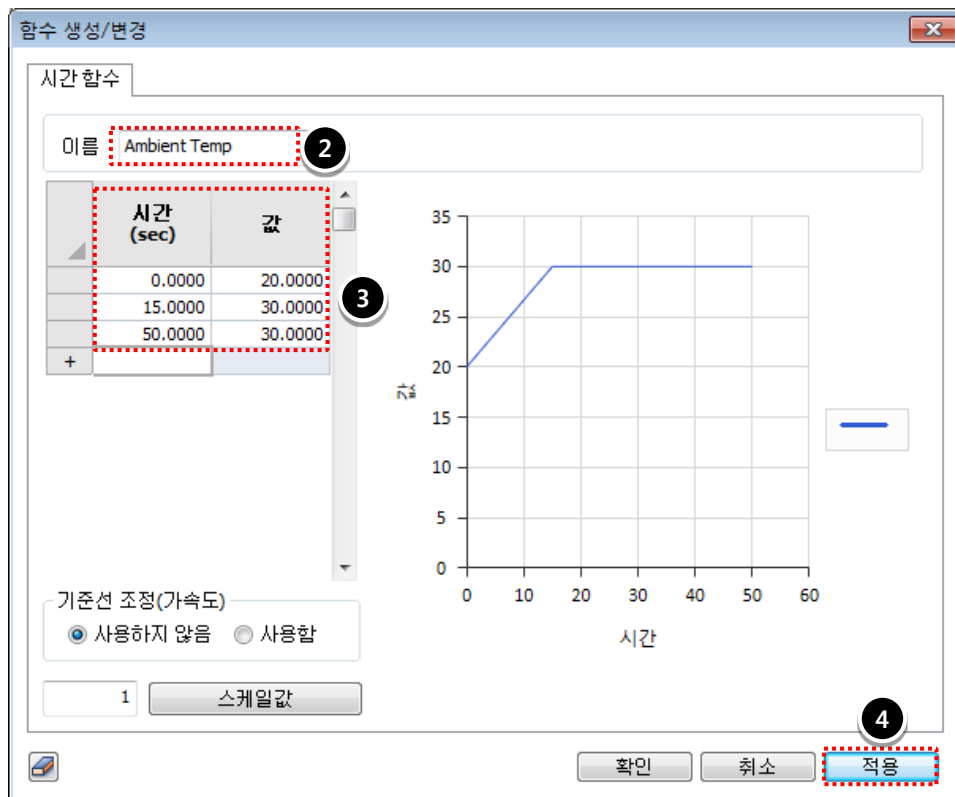 함수 생성/변경
시간 함수
이름 Ambient Temp 2
시간 (sec) 값
0.0000 20.0000
15.0000 30.0000
50.0000 30.0000
+
3
35
30
25
20
15
10
5
0
값
0 10 20 30 40 50 60
시간
기준선 조정(가속도)
사용하지 않음 사용함
1 스케일값
4
확인 취소 적용